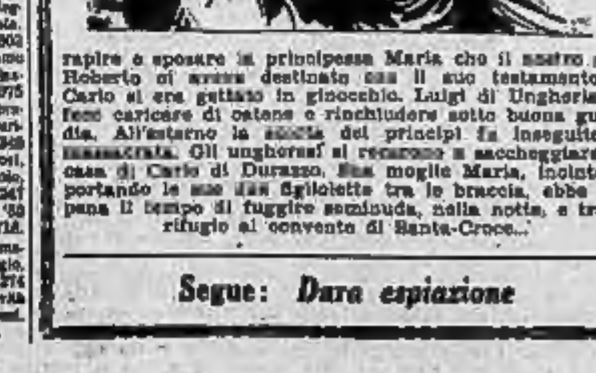 rapire e sposare la principessa Maria che il nostro
Roberto ci aveva destinato con il suo testamento
Carlo si era gettato in ginocchio. Luigi di Ungheria
fece caricare di catene e rinchiudere sotto buona gu
dia. All'esterno la scorta dei principi fu inseguita
massacrata. Gli ungheresi si recarono a saccheggiare
casa di Carlo di Durazzo. Sua moglie Maria, incinta
portando le sue due figliolette tra le braccia, ebbe
pena il tempo di fuggire seminuda, nella notte, e tr
rifugio al convento di Santa-Croce...
Segue: Dura espiazione